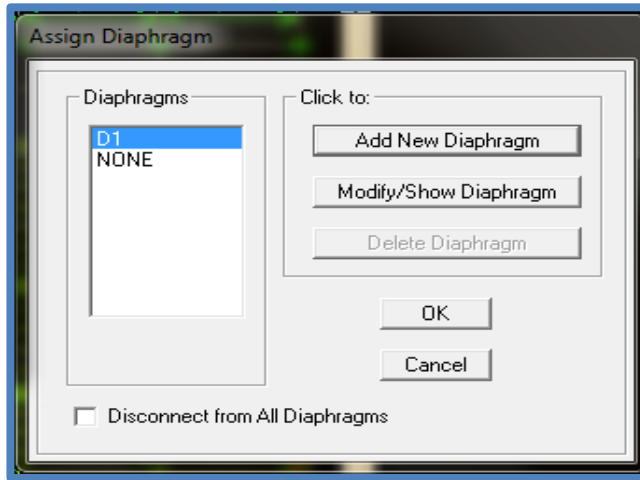 Assign Diaphragm
Diaphragms
D1
NONE
Click to:
Add New Diaphragm
Modify/Show Diaphragm
Delete Diaphragm
OK
Cancel
Disconnect from All Diaphragms